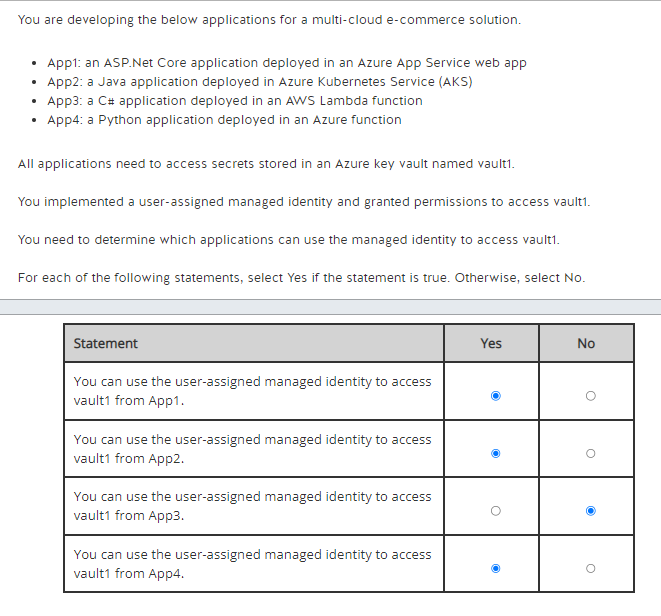 You are developing the below applications for a multi-cloud e-commerce solution.
• App1: an ASP.Net Core application deployed in an Azure App Service web app
• App2: a Java application deployed in Azure Kubernetes Service (AKS)
• App3: a C# application deployed in an AWS Lambda function
• App4: a Python application deployed in an Azure function
All applications need to access secrets stored in an Azure key vault named vault1.
You implemented a user-assigned managed identity and granted permissions to access vault1.
You need to determine which applications can use the managed identity to access vault1.
For each of the following statements, select Yes if the statement is true. Otherwise, select No.
Statement Yes No
You can use the user-assigned managed identity to access
vault1 from App1.
You can use the user-assigned managed identity to access
vault1 from App2.
You can use the user-assigned managed identity to access
vault1 from App3.
You can use the user-assigned managed identity to access
vault1 from App4.